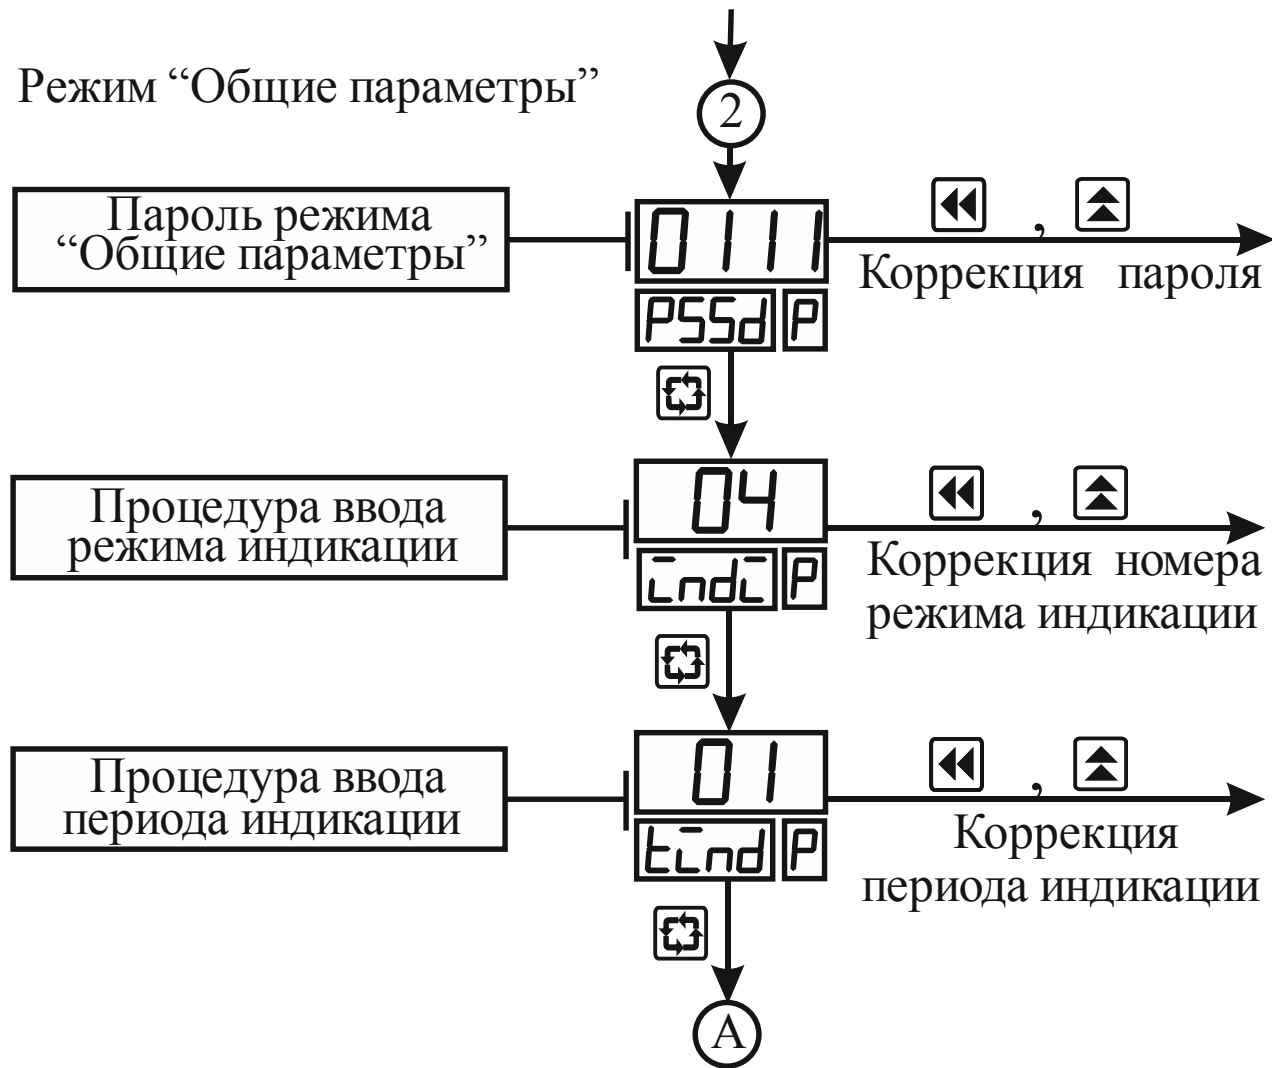 Режим “Общие параметры”
2
Пароль режима
“Общие параметры”
0111
PSSd P
,
Коррекция пароля
Процедура ввода
режима индикации
04
indi P
,
Коррекция номера
режима индикации
Процедура ввода
периода индикации
01
tind P
,
Коррекция
периода индикации
A